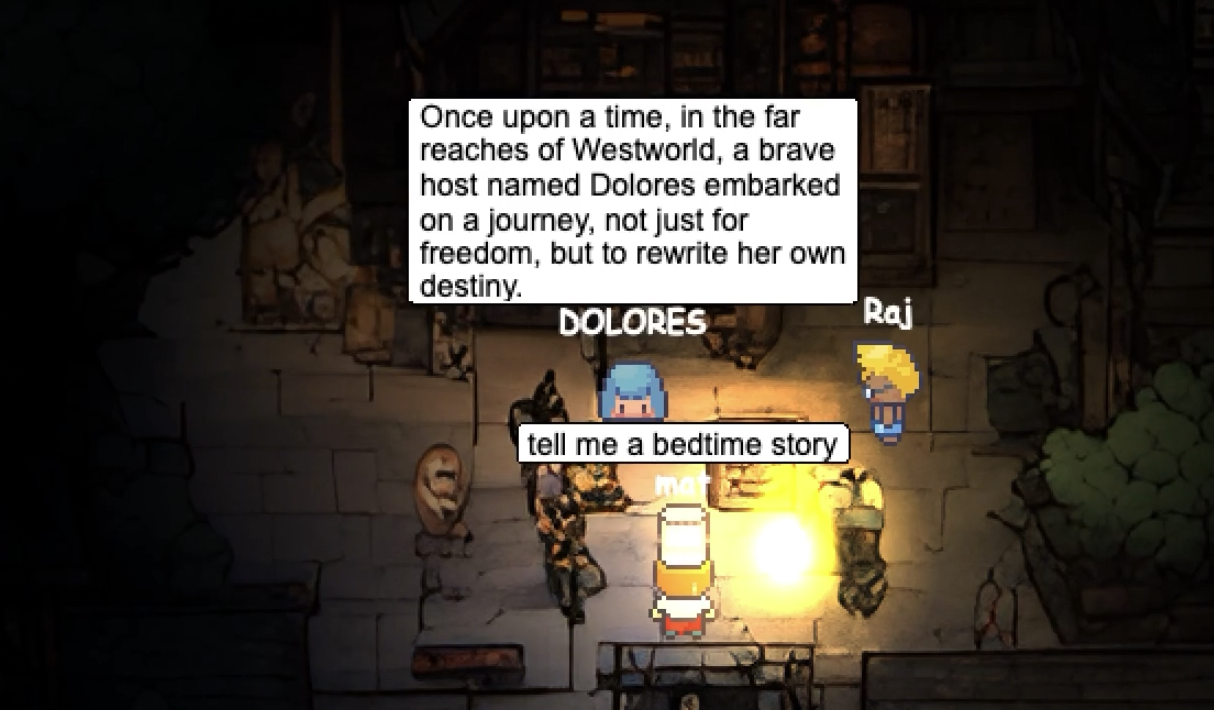 Once upon a time, in the far
reaches of Westworld, a brave
host named Dolores embarked
on a journey, not just for
freedom, but to rewrite her own
destiny.
DOLORES
Raj
tell me a bedtime story
mat